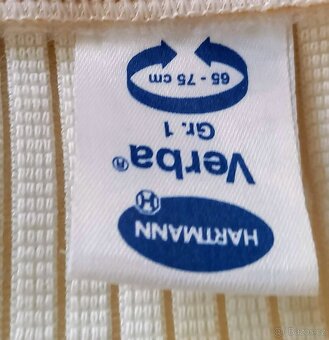 HARTMANN
H
Verba®
Gr. 1
65 - 75 cm